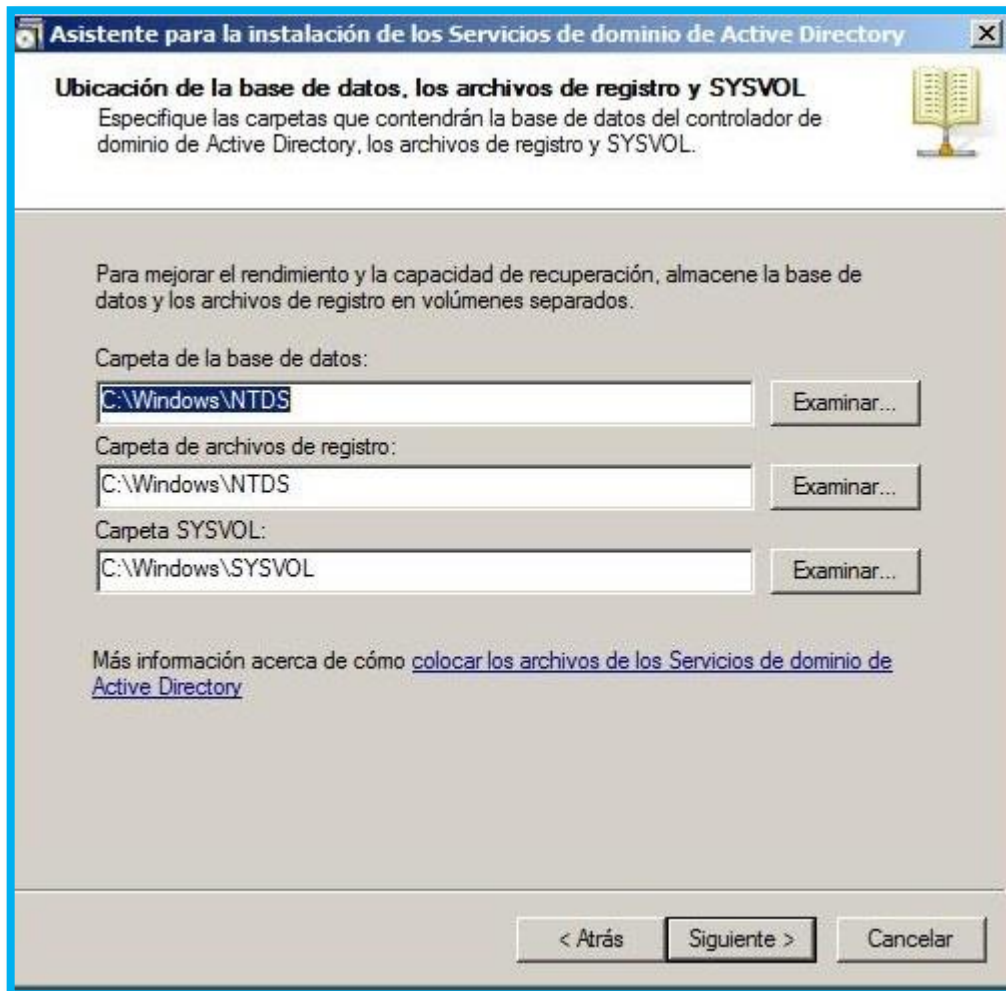 Asistente para la instalación de los Servicios de dominio de Active Directory
Ubicación de la base de datos, los archivos de registro y SYSVOL
Especifique las carpetas que contendrán la base de datos del controlador de
dominio de Active Directory, los archivos de registro y SYSVOL.
Para mejorar el rendimiento y la capacidad de recuperación, almacene la base de
datos y los archivos de registro en volúmenes separados.
Carpeta de la base de datos:
C:\Windows\NTDS
Examinar...
Carpeta de archivos de registro:
C:\Windows\NTDS
Examinar...
Carpeta SYSVOL:
C:\Windows\SYSVOL
Examinar...
Más información acerca de cómo colocar los archivos de los Servicios de dominio de
Active Directory
< Atrás
Siguiente >
Cancelar